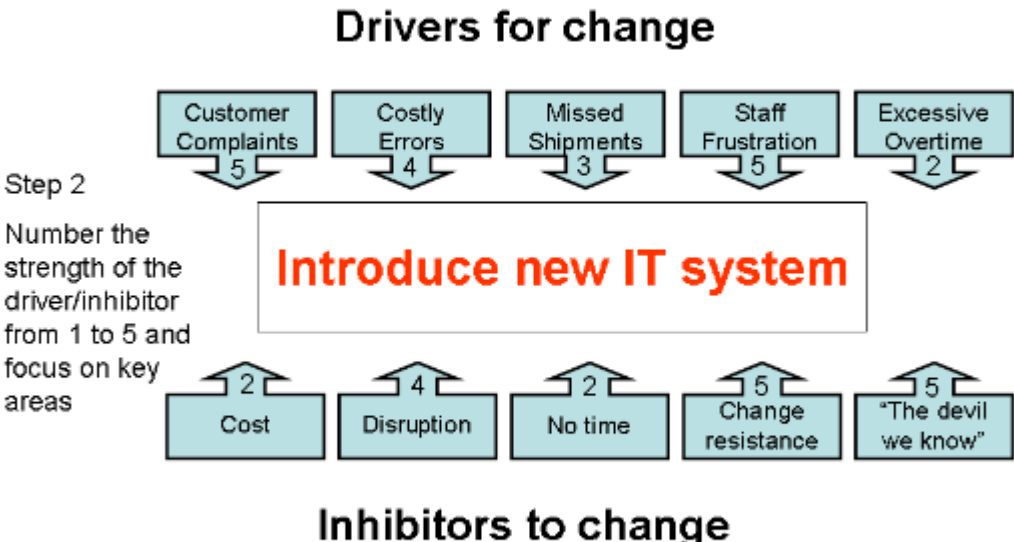 Drivers for change
Customer
Complaints
5
Costly
Errors
4
Missed
Shipments
3
Staff
Frustration
5
Excessive
Overtime
2
Step 2
Number the
strength of the
driver/inhibitor
from 1 to 5 and
focus on key
areas
Introduce new IT system
2
Cost
4
Disruption
2
No time
5
Change
resistance
5
“The devil
we know”
Inhibitors to change